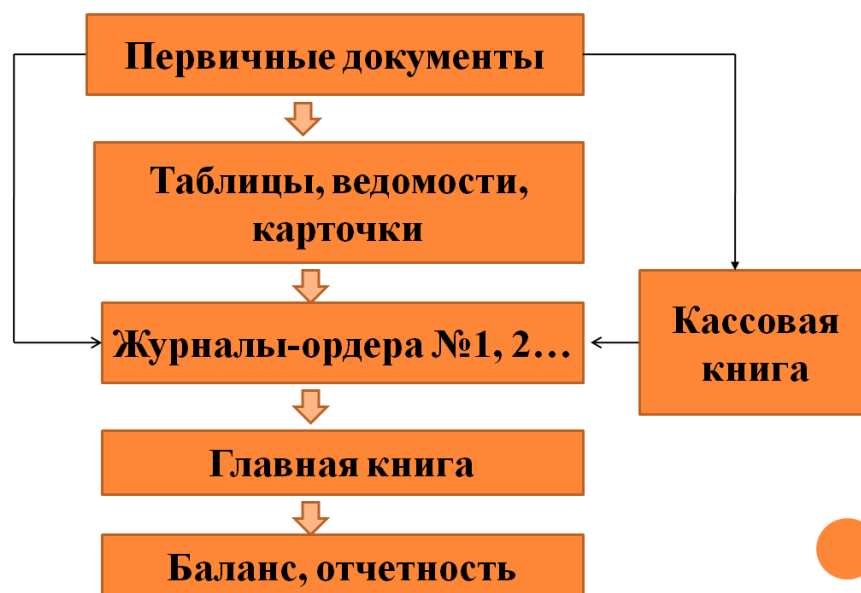 Первичные документы
Таблицы, ведомости,
карточки
Журналы-ордера №1, 2…
Кассовая
книга
Главная книга
Баланс, отчетность